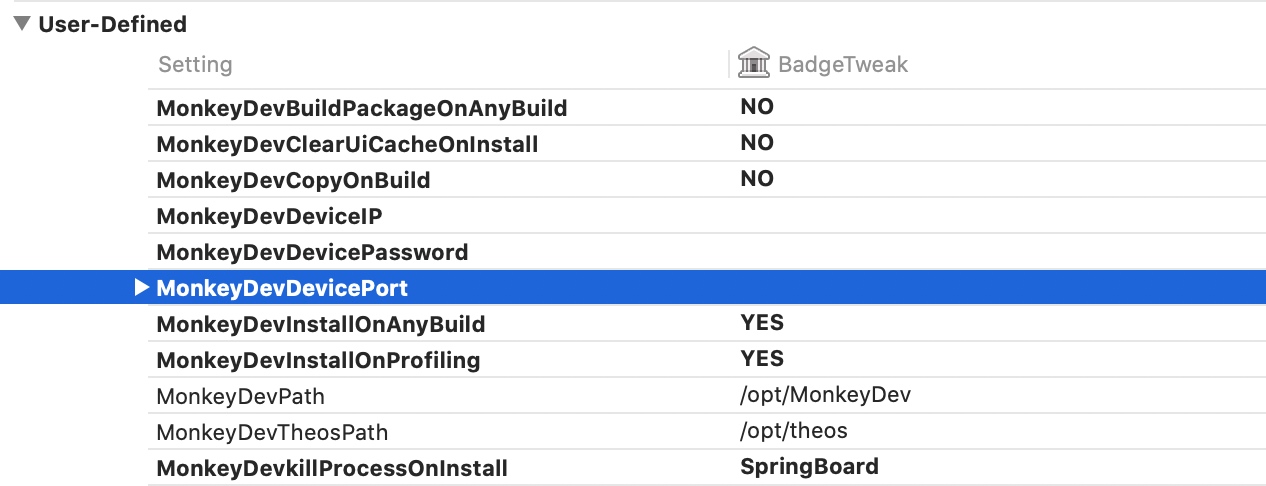 User-Defined
Setting BadgeTweak
MonkeyDevBuildPackageOnAnyBuild NO
MonkeyDevClearUiCacheOnInstall NO
MonkeyDevCopyOnBuild NO
MonkeyDevDeviceIP
MonkeyDevDevicePassword
MonkeyDevDevicePort
MonkeyDevInstallOnAnyBuild YES
MonkeyDevInstallOnProfiling YES
MonkeyDevPath /opt/MonkeyDev
MonkeyDevTheosPath /opt/theos
MonkeyDevkillProcessOnInstall SpringBoard